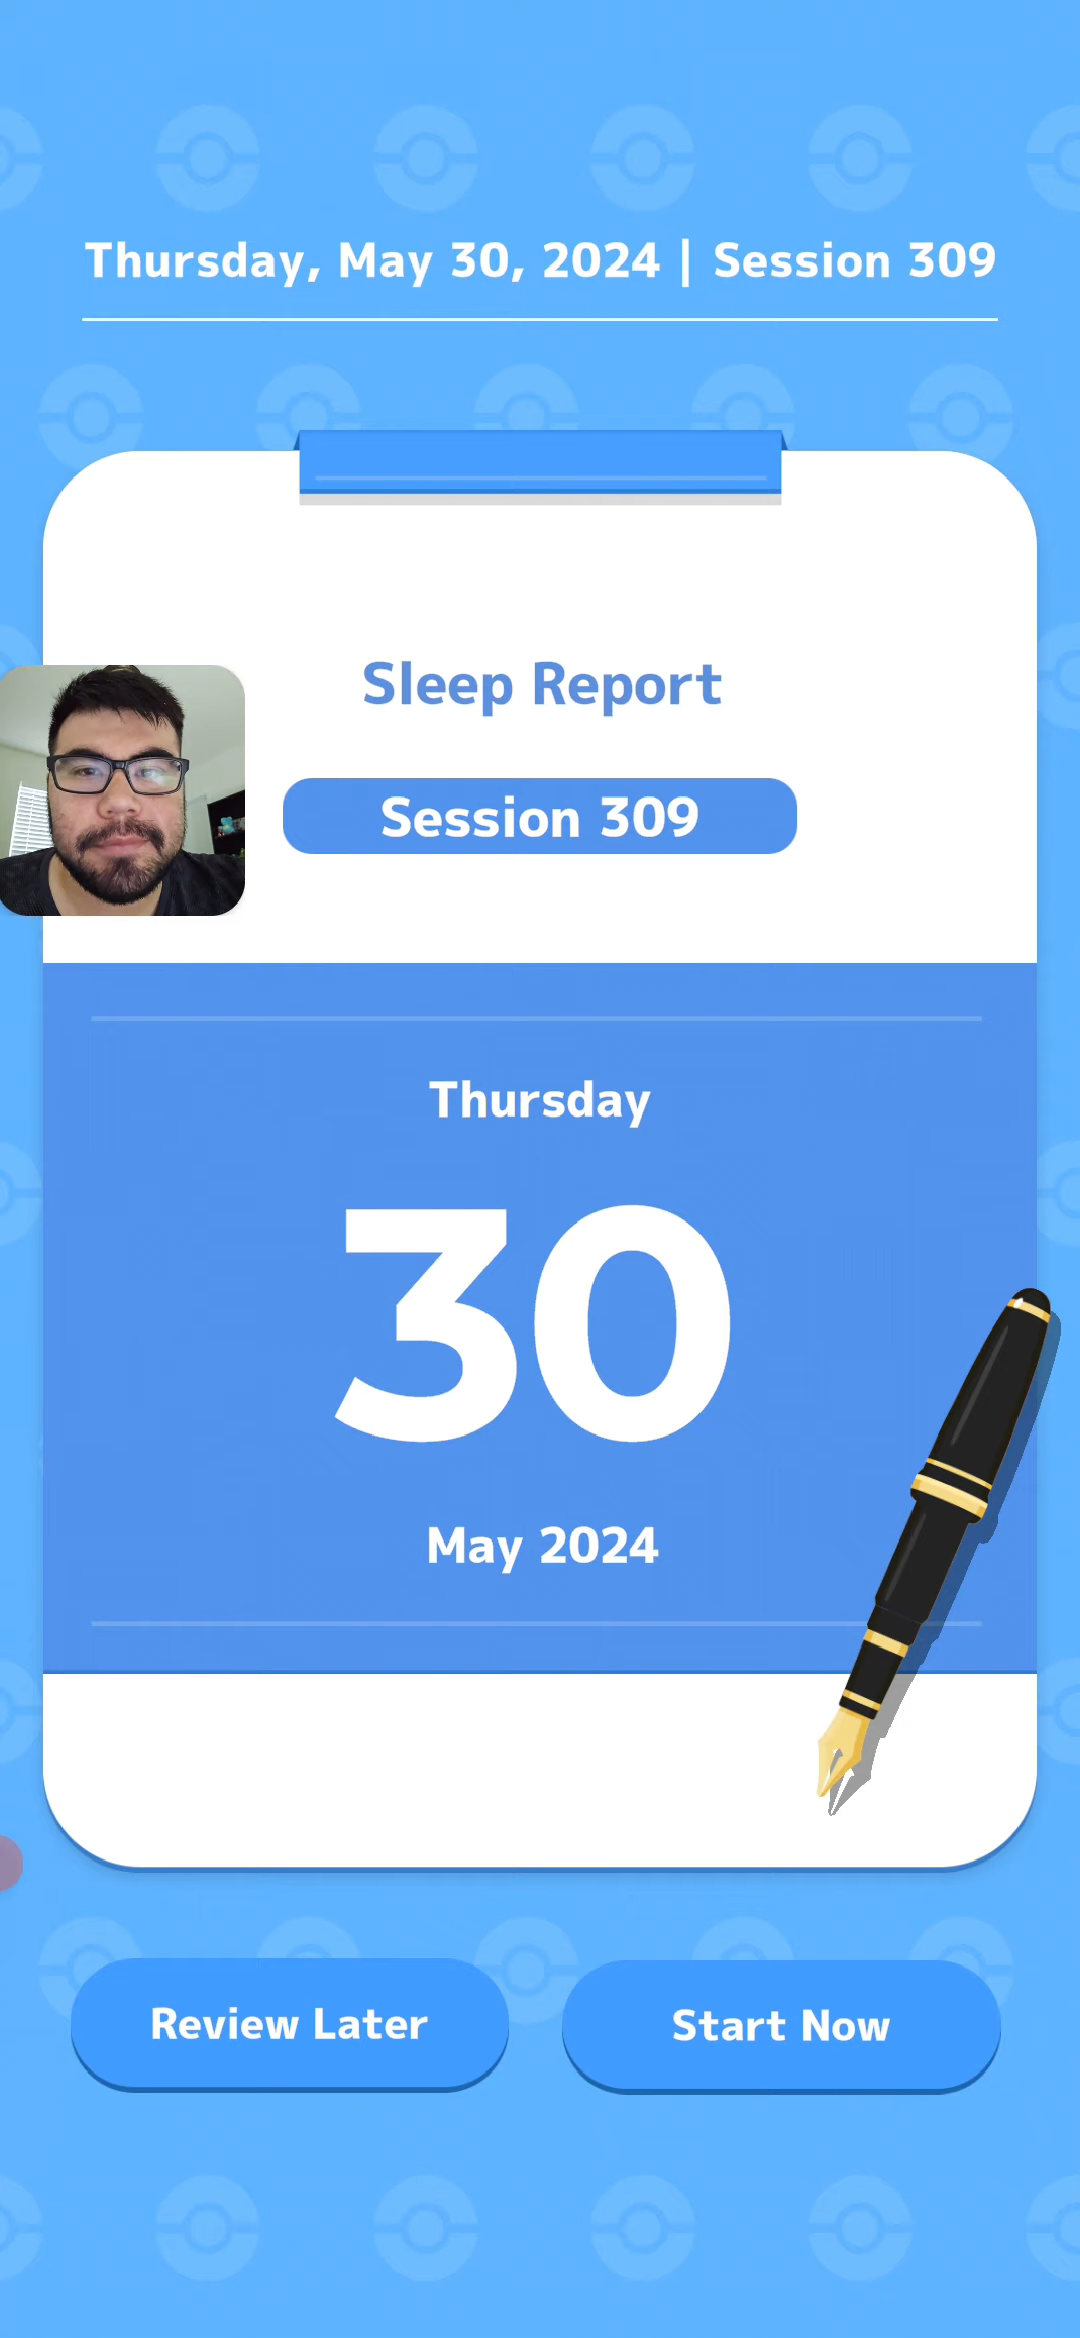 Thursday, May 30, 2024 | Session 309
Sleep Report
Session 309
Thursday
30
May 2024
Review Later
Start Now